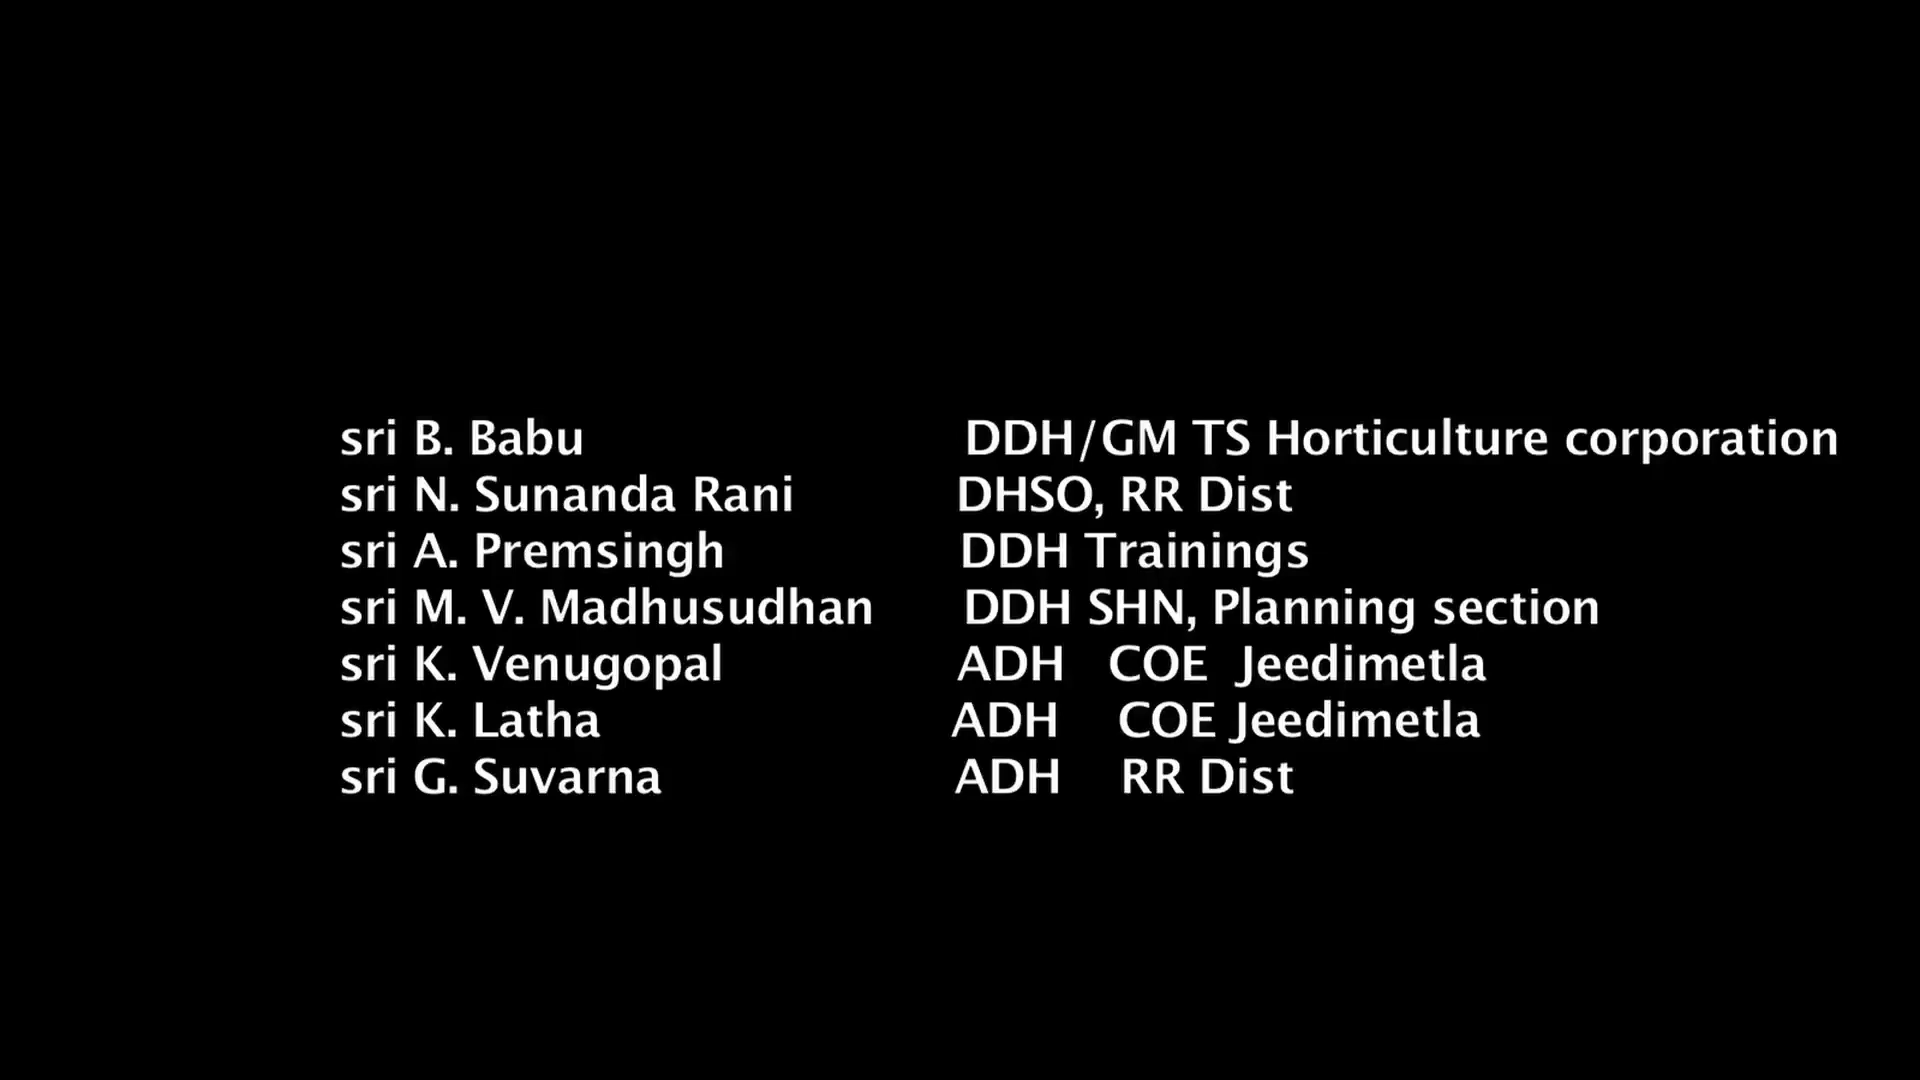 sri B. Babu DDH/GM TS Horticulture corporation
sri N. Sunanda Rani DHSO, RR Dist
sri A. Premsingh DDH Trainings
sri M. V. Madhusudhan DDH SHN, Planning section
sri K. Venugopal ADH COE Jeedimetla
sri K. Latha ADH COE Jeedimetla
sri G. Suvarna ADH RR Dist